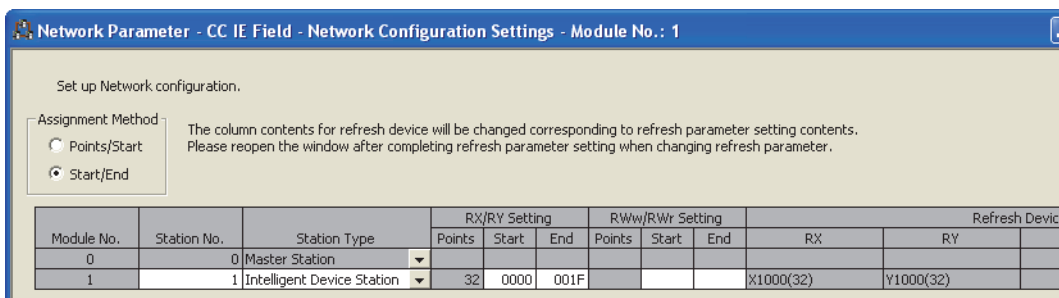 Network Parameter - CC IE Field - Network Configuration Settings - Module No.: 1
Set up Network configuration.
Assignment Method
The column contents for refresh device will be changed corresponding to refresh parameter setting contents.
Points/Start
Please reopen the window after completing refresh parameter setting when changing refresh parameter.
Start/End
RX/RY Setting RWw/RWr Setting Refresh
Module No. Station No. Station Type Points Start End Points Start End RX RY
0 0 Master Station
1 1 Intelligent Device Station 32 0000 001F X1000(32) Y1000(32)